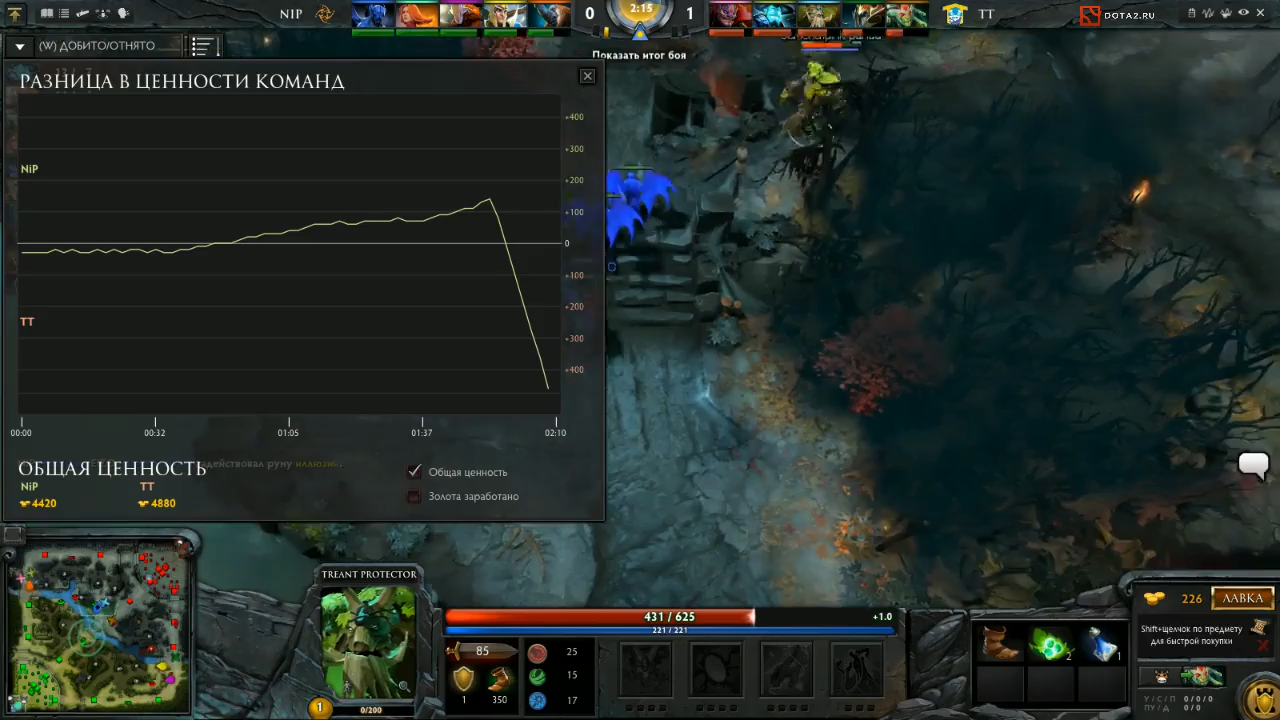 NIP
0
2:15
1
TT
DOTA2.RU
(W) ДОБИТО/ОТНЯТО
Показать итог боя
РАЗНИЦА В ЦЕННОСТИ КОМАНД
+400
+300
NiP
+200
+100
0
+100
+200
TT
+300
+400
00:00
00:32
01:05
01:37
02:10
ОБЩАЯ ЦЕННОСТЬ
NiP
TT
4420
4880
Общая ценность
Золота заработано
TREANT PROTECTOR
1
0/200
431 / 625
+1.0
221 / 221
85
25
15
17
1
350
2
1
226
ЛАВКА
Shift+щелчок по предмету
для быстрой покупки
У / С / П
0/0/0
ПУ / Д
0/0